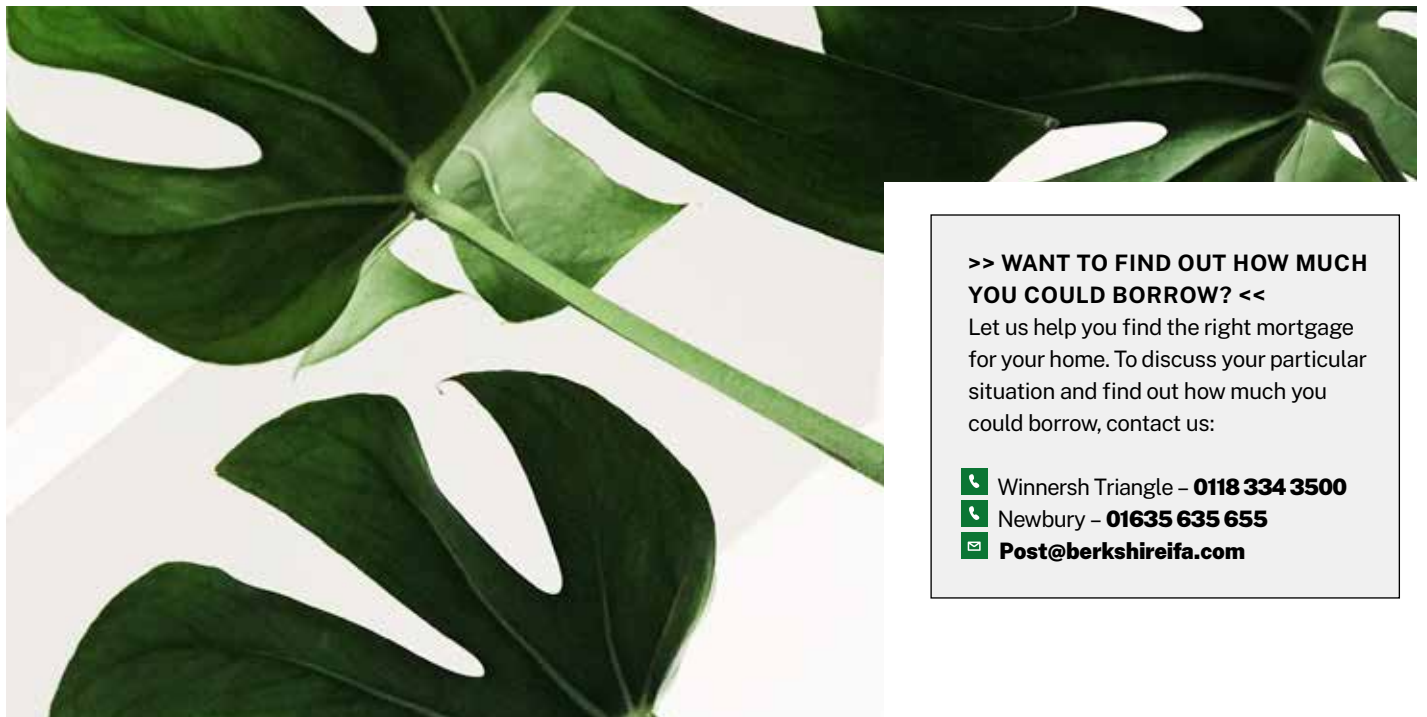 >> WANT TO FIND OUT HOW MUCH
YOU COULD BORROW? <<
Let us help you find the right mortgage
for your home. To discuss your particular
situation and find out how much you
could borrow, contact us:
Winnersh Triangle – 0118 334 3500
Newbury – 01635 635 655
Post@berkshireifa.com